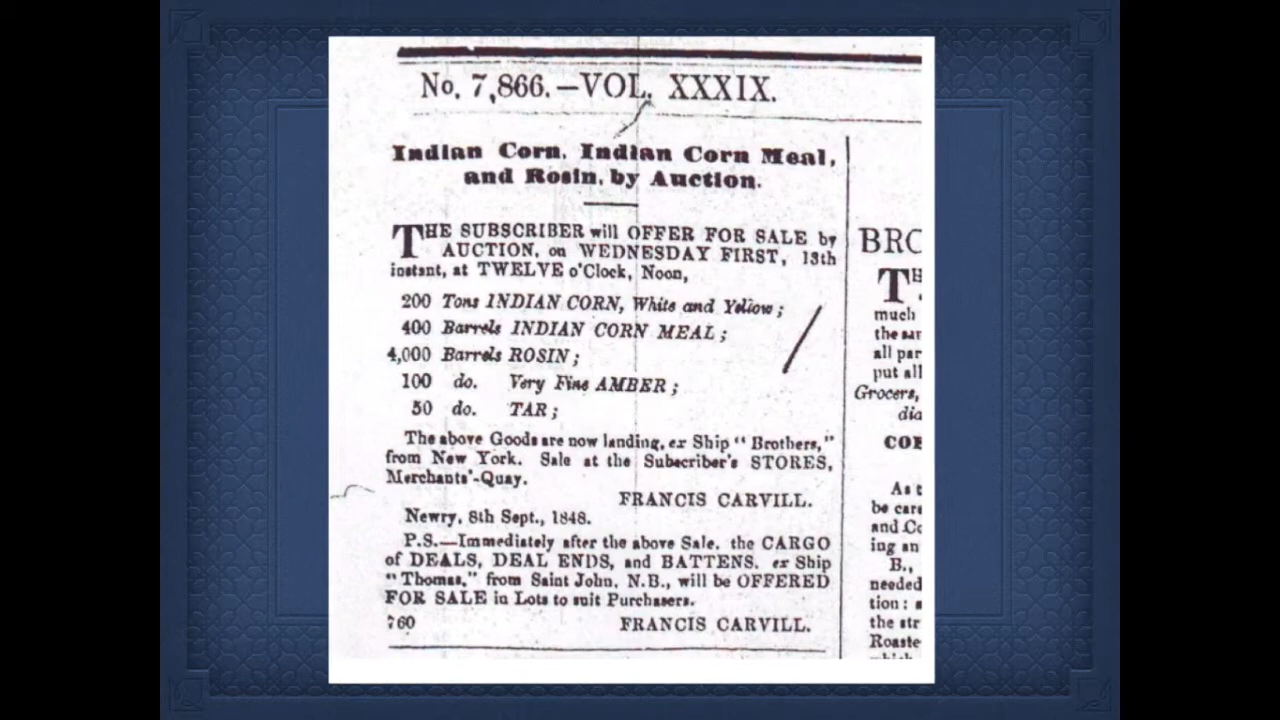 No. 7,866.—VOL. XXXIX.
Indian Corn, Indian Corn Meal,
and Rosin, by Auction.
THE SUBSCRIBER will OFFER FOR SALE by
AUCTION, on WEDNESDAY FIRST, 13th
instant, at TWELVE o'Clock, Noon,
200 Tons INDIAN CORN, White and Yellow;
400 Barrels INDIAN CORN MEAL;
4,000 Barrels ROSIN;
100 do. Very Fine AMBER;
50 do. TAR;
The above Goods are now landing, ex Ship "Brothers,"
from New York. Sale at the Subscriber's STORES,
Merchants'-Quay.
FRANCIS CARVILL.
Newry, 8th Sept., 1848.
P.S.—Immediately after the above Sale, the CARGO
of DEALS, DEAL ENDS, and BATTENS, ex Ship
"Thomas," from Saint John, N.B., will be OFFERED
FOR SALE in Lots to suit Purchasers.
760 FRANCIS CARVILL.
BRO
TH
much
the sam
all par
put all
Grocers,
dia
As t
be care
and Co
ing an
B.,
needed
tion: a
the str
Roaste